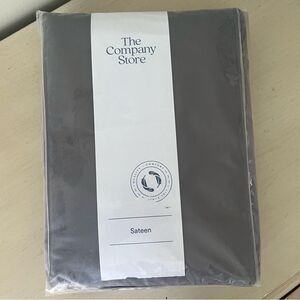 The
Company
Store
Sateen